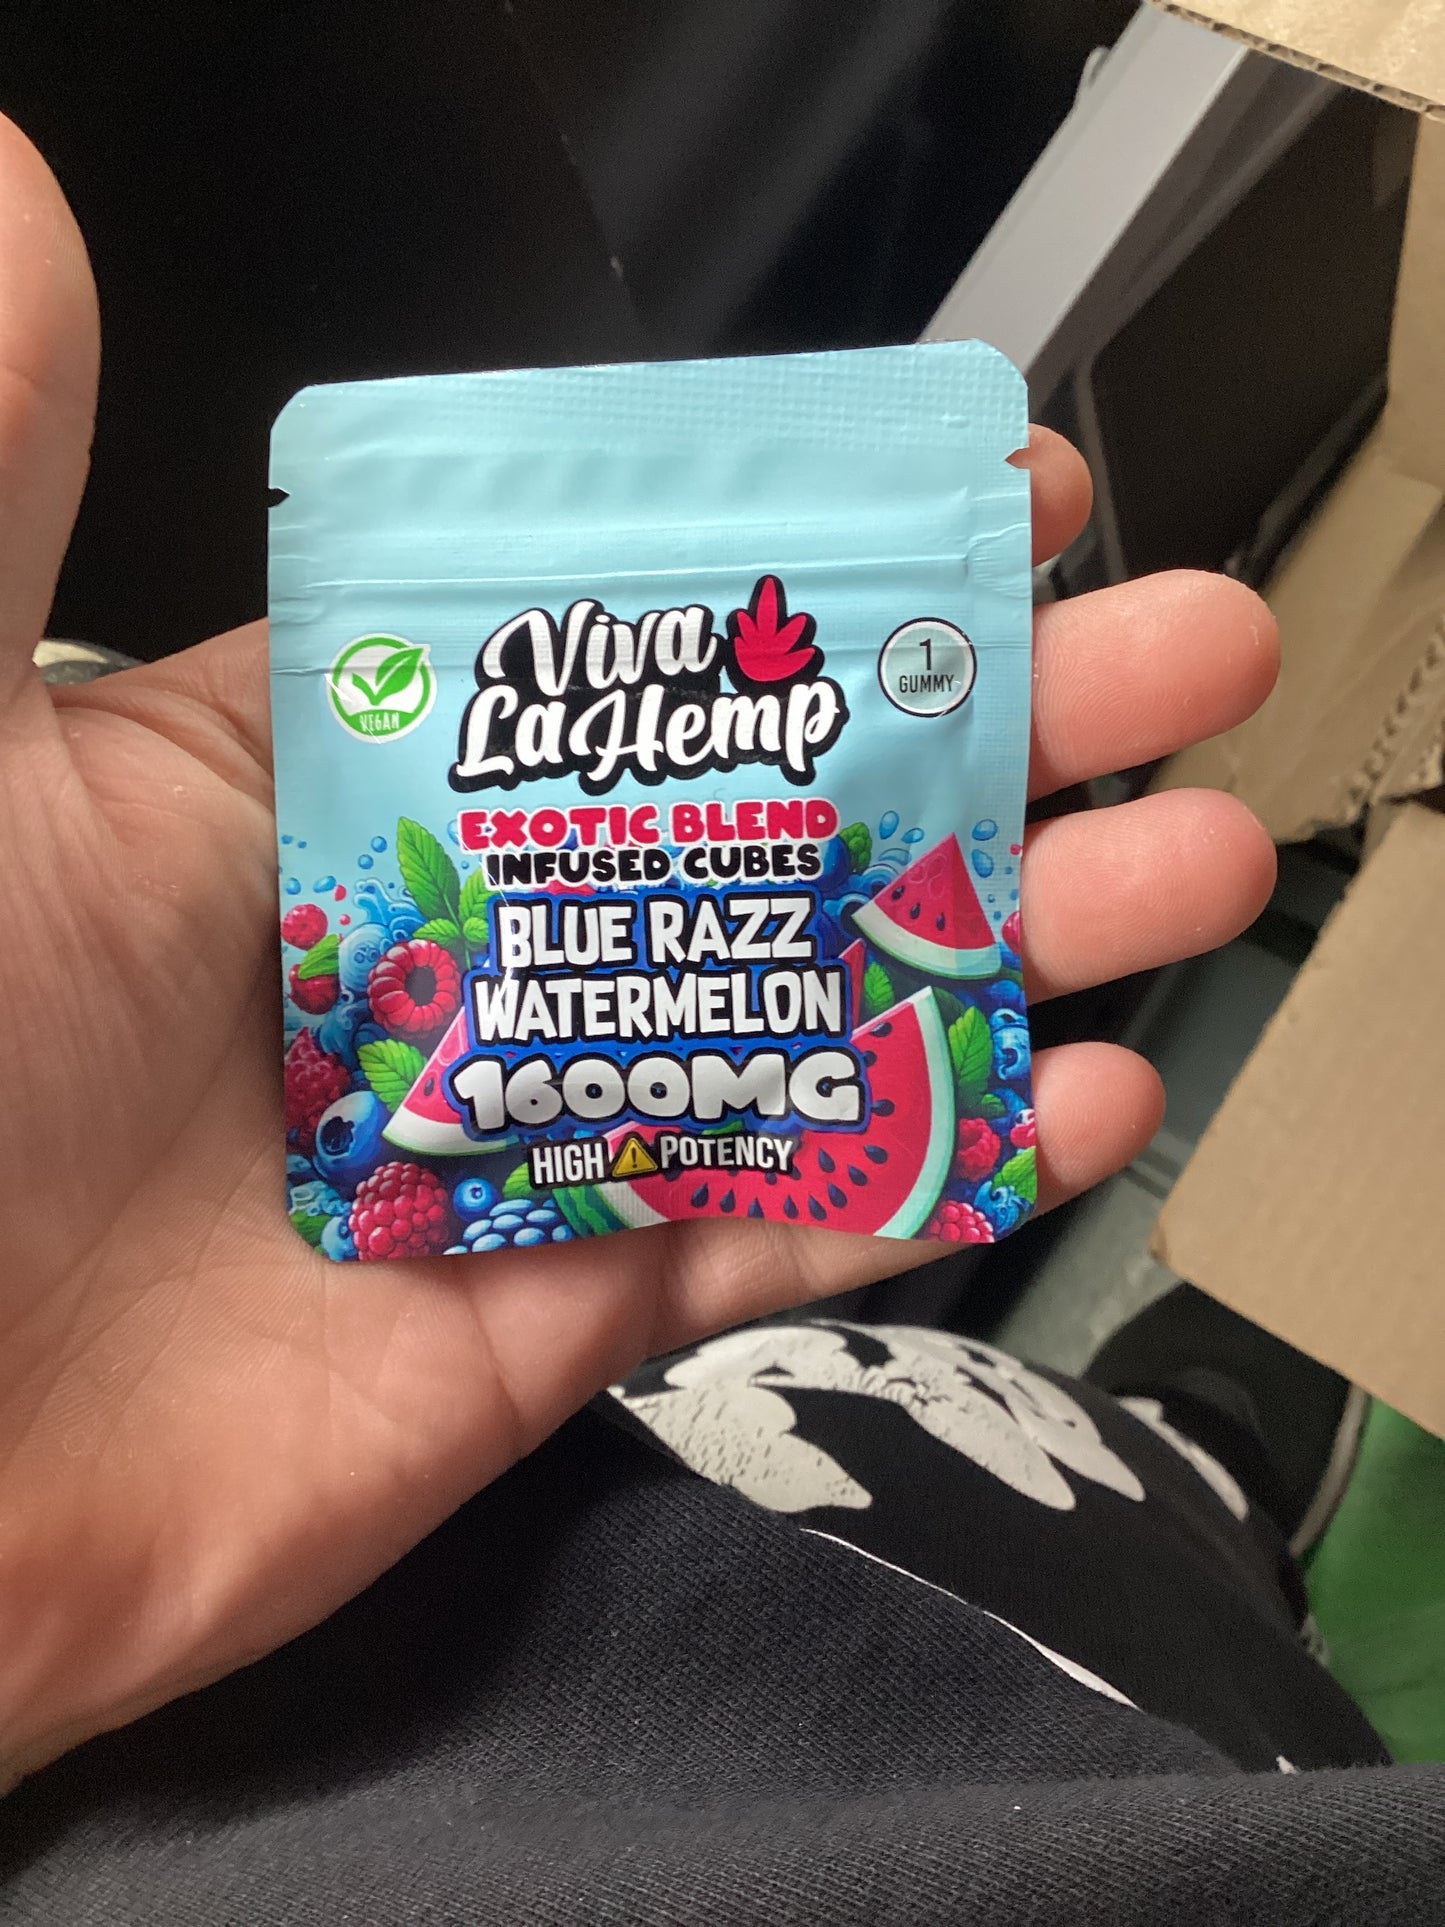 Viva
La Hemp
VEGAN
1
GUMMY
EXOTIC BLEND
INFUSED CUBES
BLUE RAZZ
WATERMELON
1600MG
HIGH POTENCY